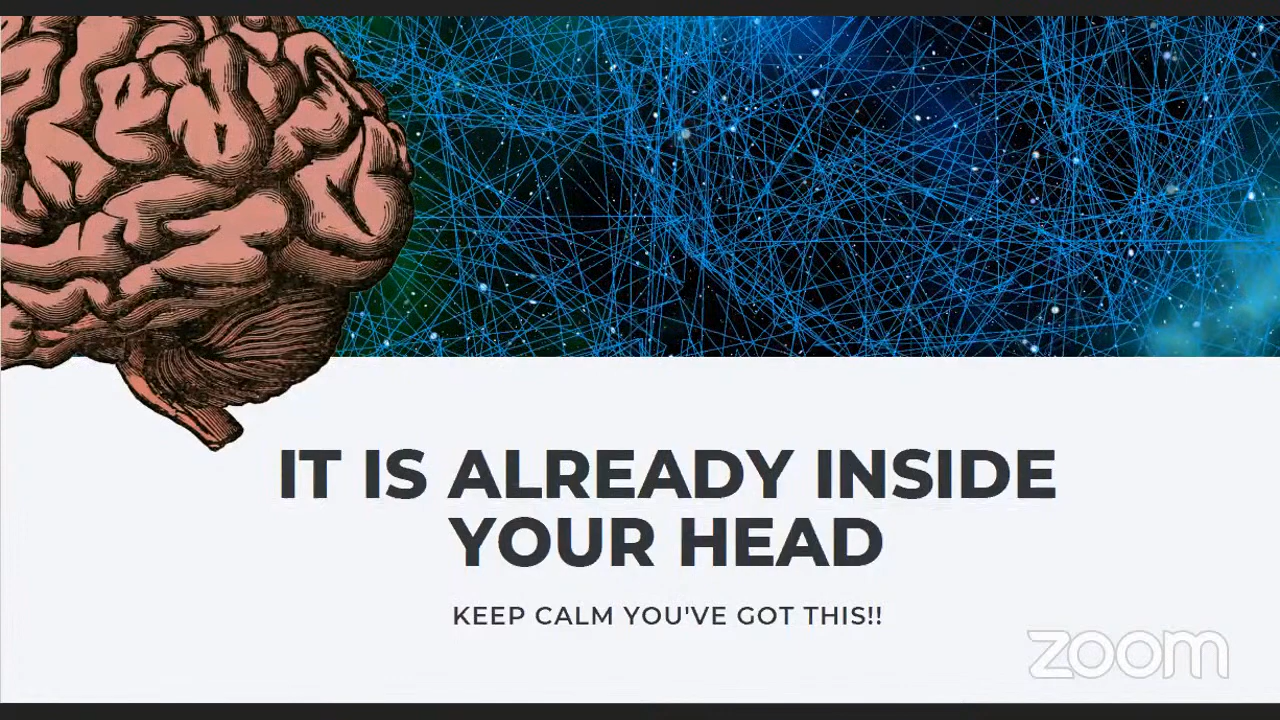 IT IS ALREADY INSIDE
YOUR HEAD
KEEP CALM YOU'VE GOT THIS!!
zoom